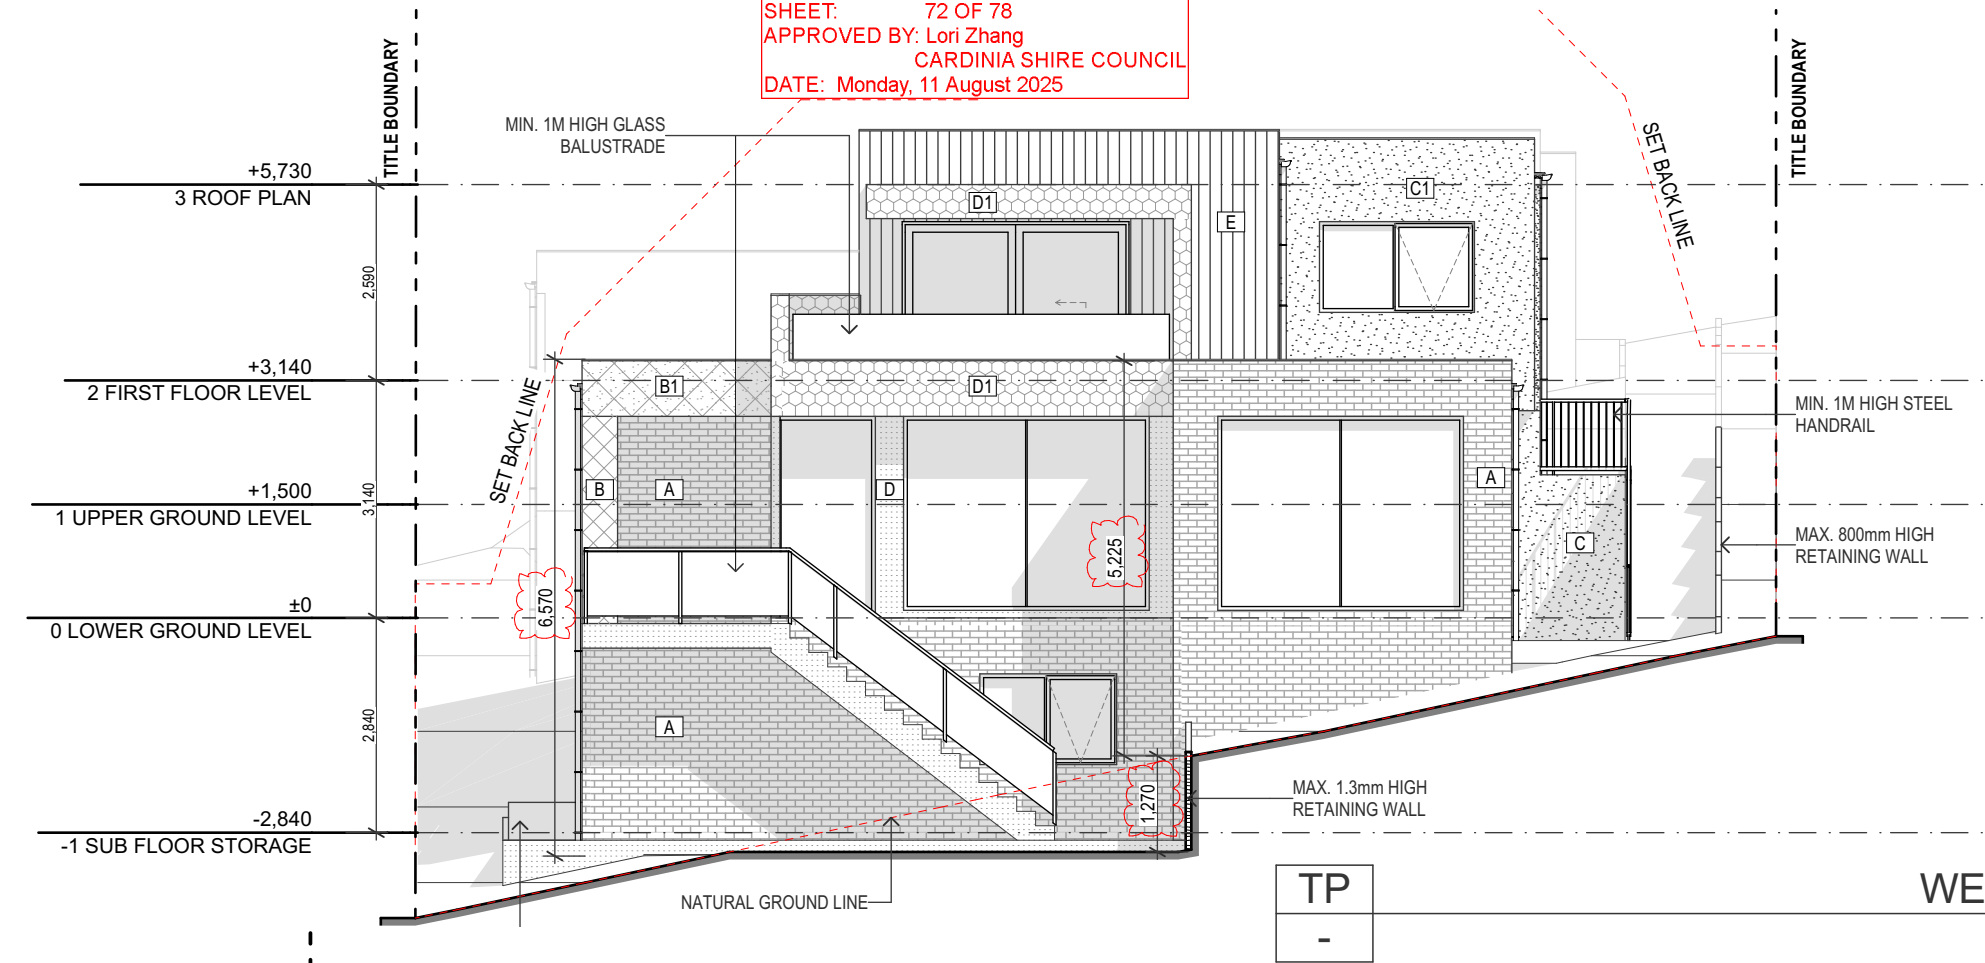 SHEET: 72 OF 78
APPROVED BY: Lori Zhang
CARDINIA SHIRE COUNCIL
DATE: Monday, 11 August 2025
TITLE BOUNDARY
TITLE BOUNDARY
MIN. 1M HIGH GLASS
BALUSTRADE
SET BACK LINE
SET BACK LINE
+5,730
3 ROOF PLAN
2,590
+3,140
2 FIRST FLOOR LEVEL
+1,500
1 UPPER GROUND LEVEL
3,140
±0
0 LOWER GROUND LEVEL
2,840
-2,840
-1 SUB FLOOR STORAGE
D1
E
C1
B1
D1
B
A
D
A
C
A
6,570
5,225
1,270
MIN. 1M HIGH STEEL
HANDRAIL
MAX. 800mm HIGH
RETAINING WALL
MAX. 1.3mm HIGH
RETAINING WALL
NATURAL GROUND LINE
TP
-
WE